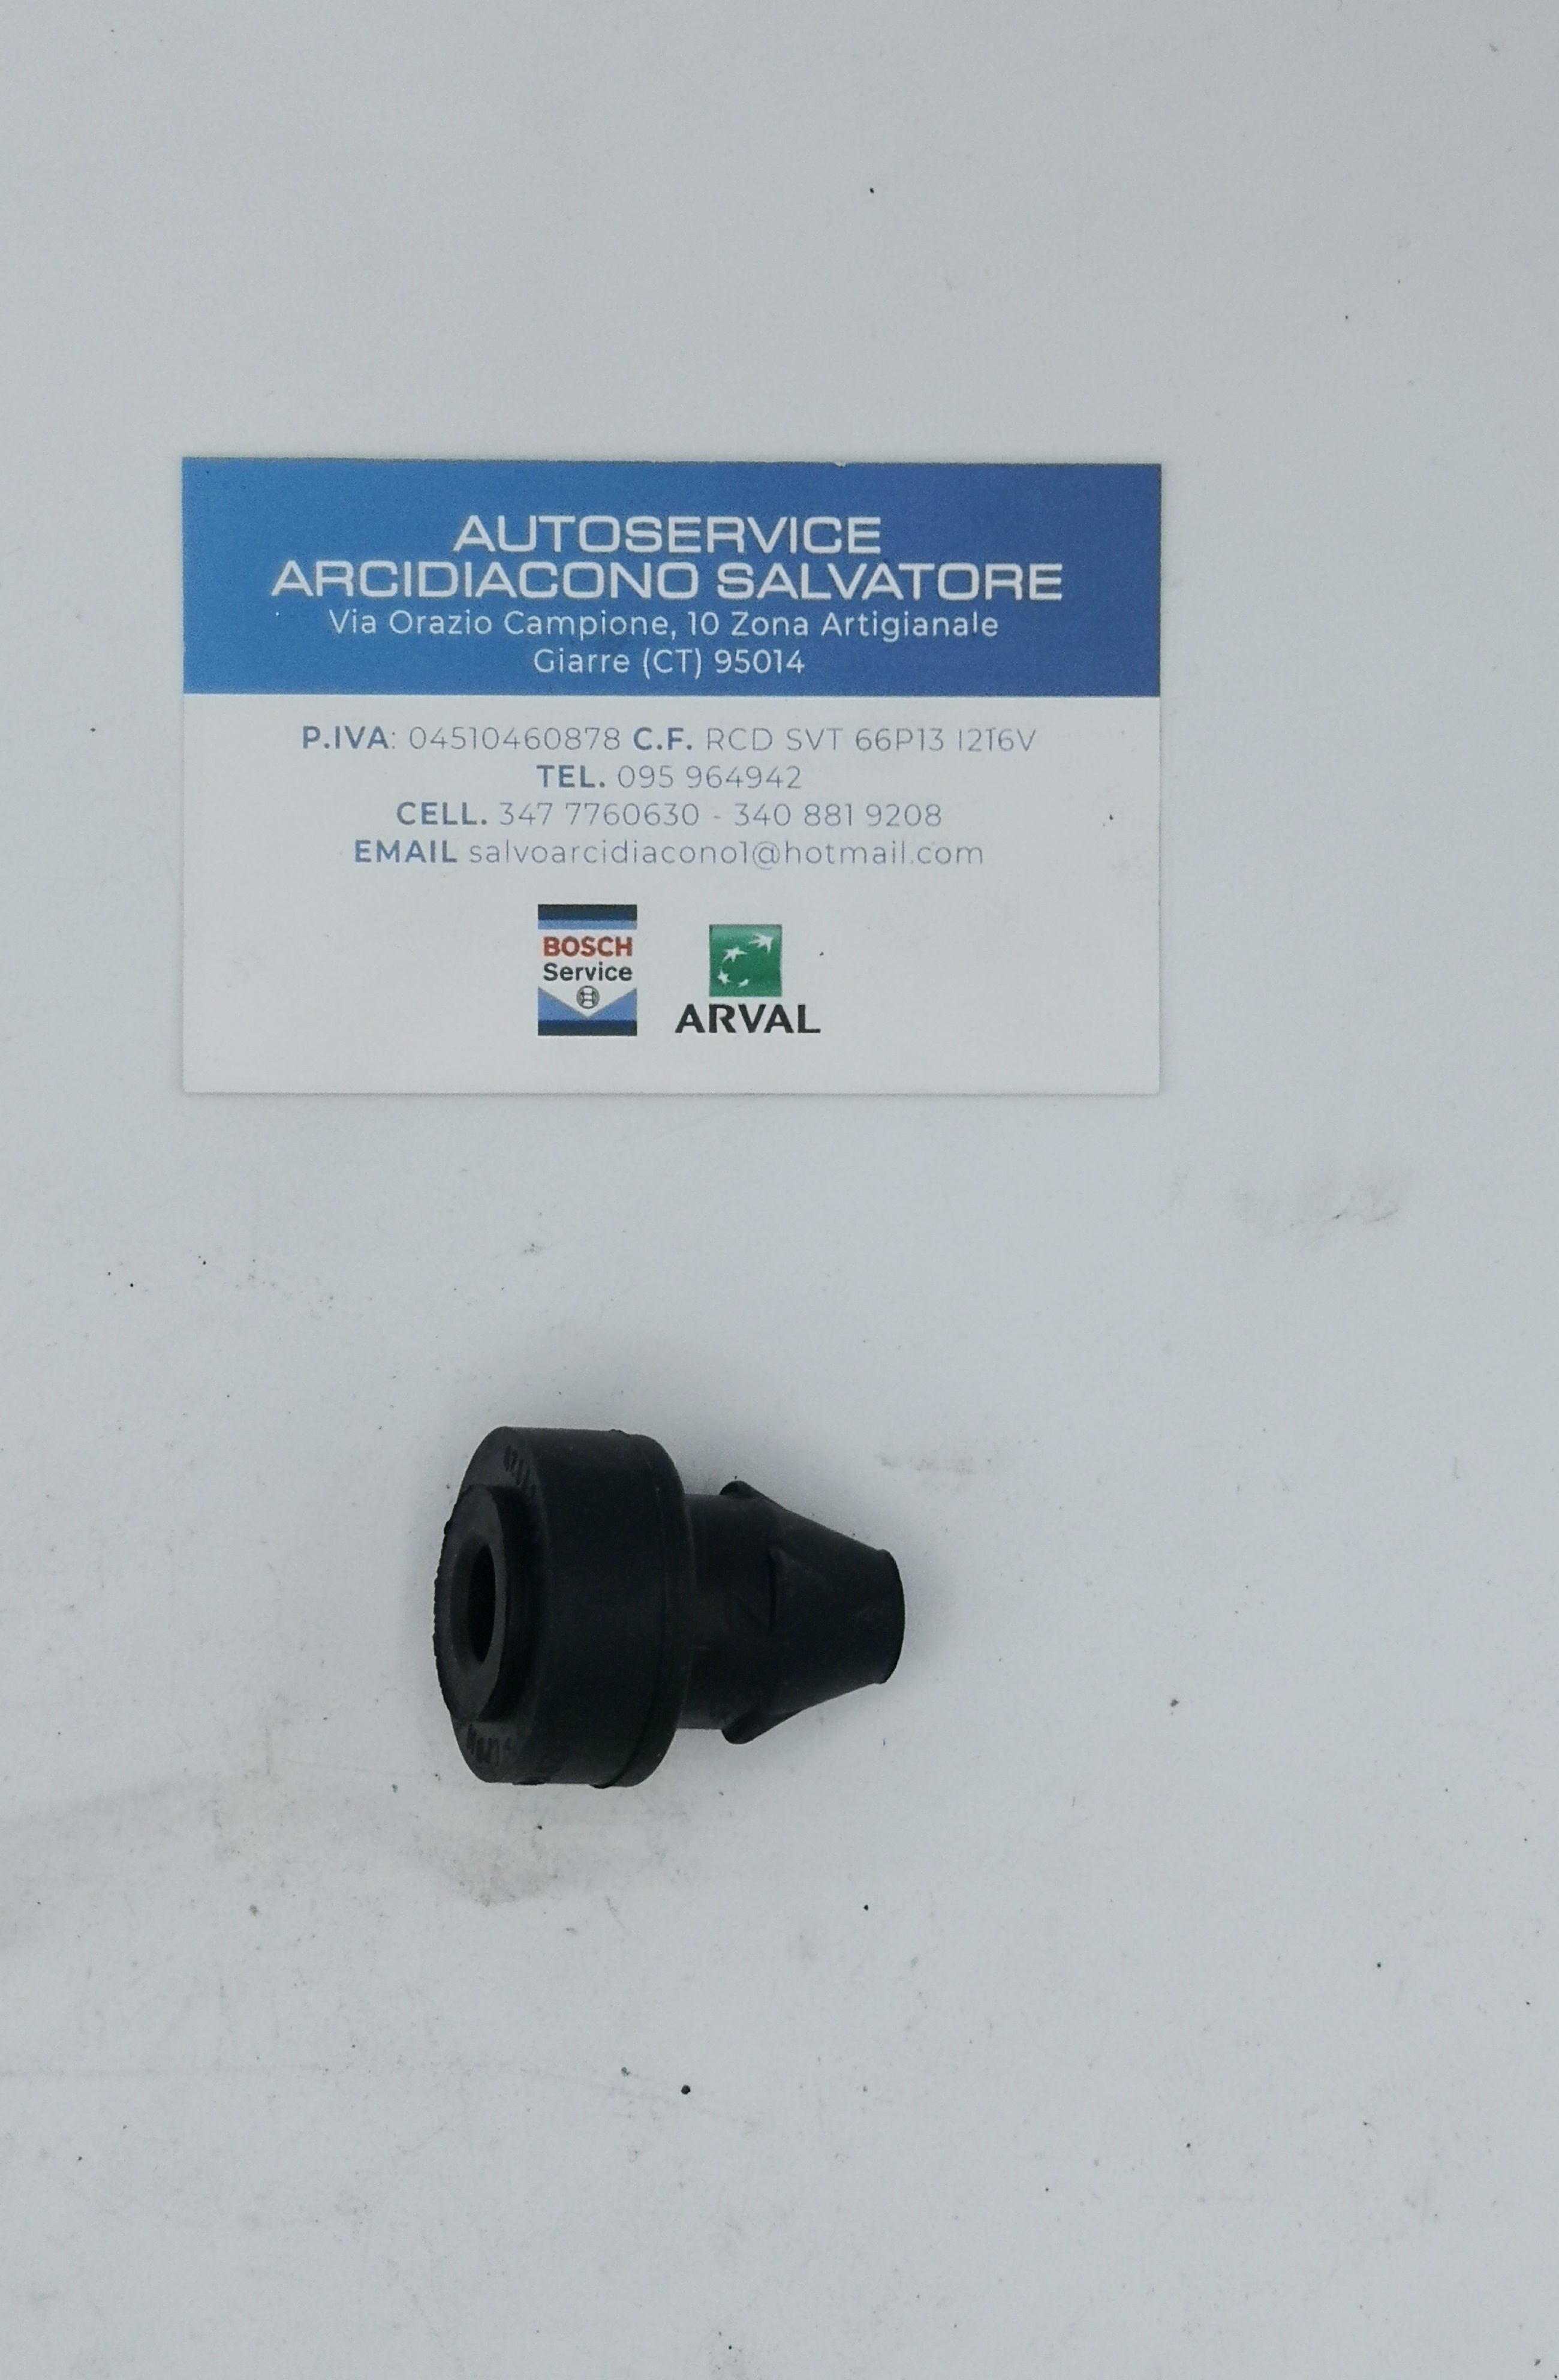 AUTOSERVICE
ARCIDIACONO SALVATORE
Via Orazio Campione, 10 Zona Artigianale
Giarre (CT) 95014
P.IVA: 04510460878 C.F. RCD SVT 66P13 I216V
TEL. 095 964942
CELL. 347 7760630 - 340 881 9208
EMAIL salvoarcidiacono1@hotmail.com
BOSCH
Service
ARVAL